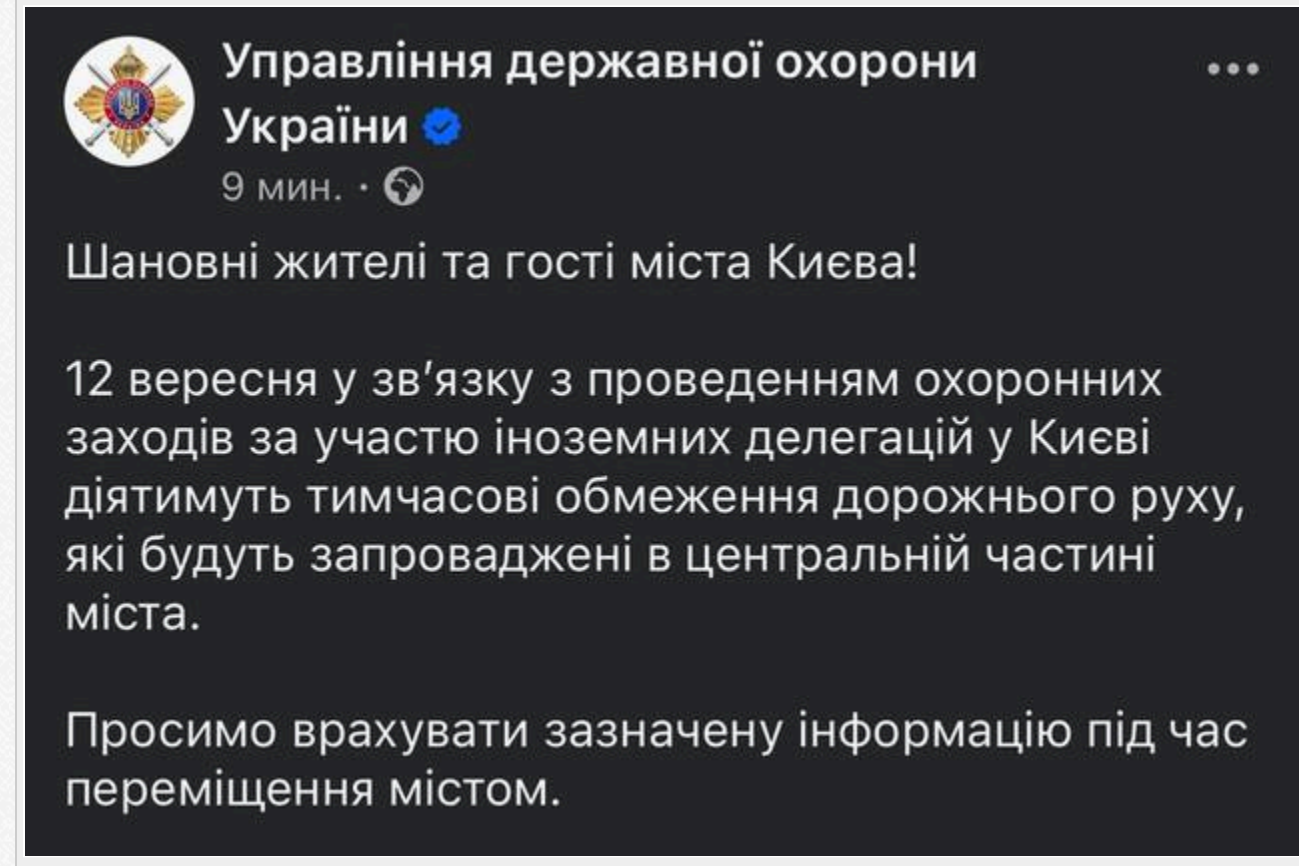 Управління державної охорони
України
9 мин. ·
Шановні жителі та гості міста Києва!
12 вересня у зв’язку з проведенням охоронних
заходів за участю іноземних делегацій у Києві
діятимуть тимчасові обмеження дорожнього руху,
які будуть запроваджені в центральній частині
міста.
Просимо врахувати зазначену інформацію під час
переміщення містом.